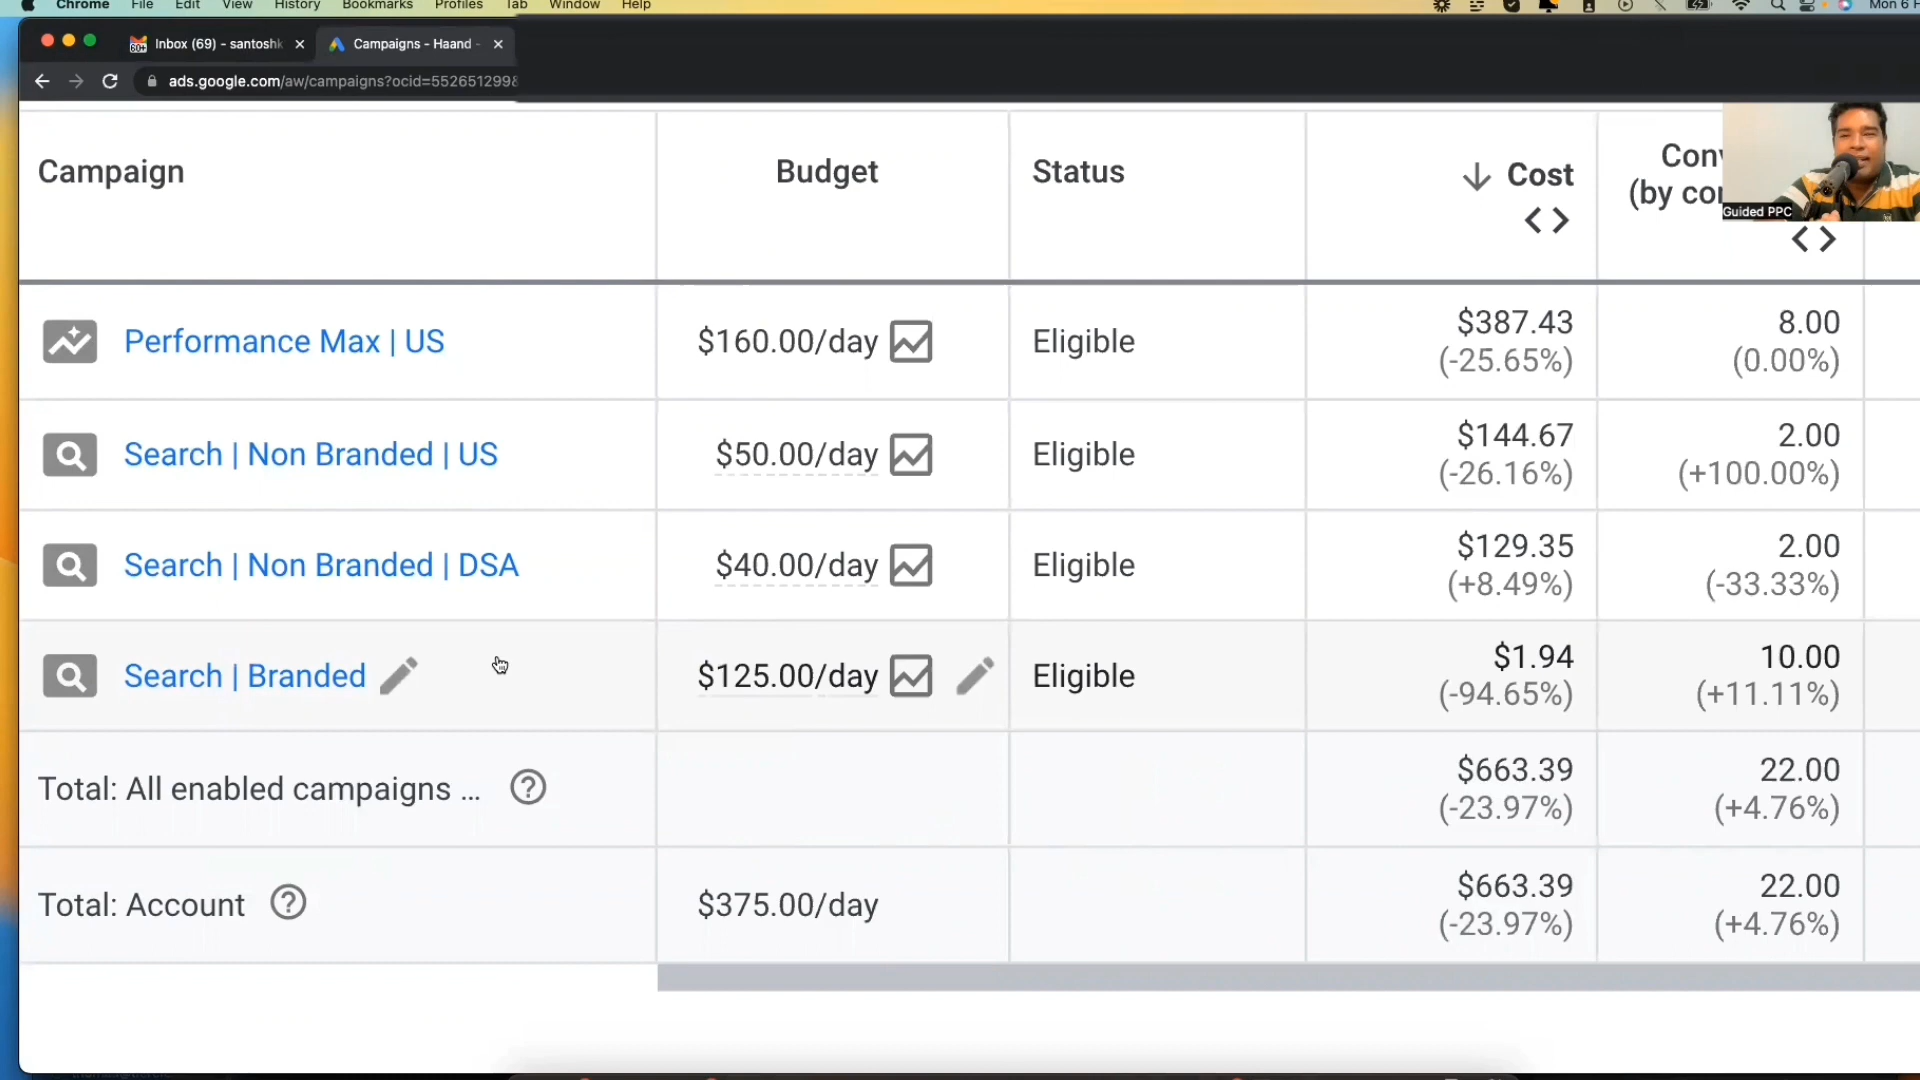 Chrome File Edit View History Bookmarks Profiles Tab Window Help Mon 6
60+ Inbox (69) - santoshk Campaigns - Haand -
ads.google.com/aw/campaigns?ocid=552651299
Campaign Budget Status Cost Conv
(by con
Guided PPC
Performance Max | US $160.00/day Eligible $387.43 8.00
(-25.65%) (0.00%)
Search | Non Branded | US $50.00/day Eligible $144.67 2.00
(-26.16%) (+100.00%)
Search | Non Branded | DSA $40.00/day Eligible $129.35 2.00
(+8.49%) (-33.33%)
Search | Branded $125.00/day Eligible $1.94 10.00
(-94.65%) (+11.11%)
Total: All enabled campaigns ... $663.39 22.00
(-23.97%) (+4.76%)
Total: Account $375.00/day $663.39 22.00
(-23.97%) (+4.76%)